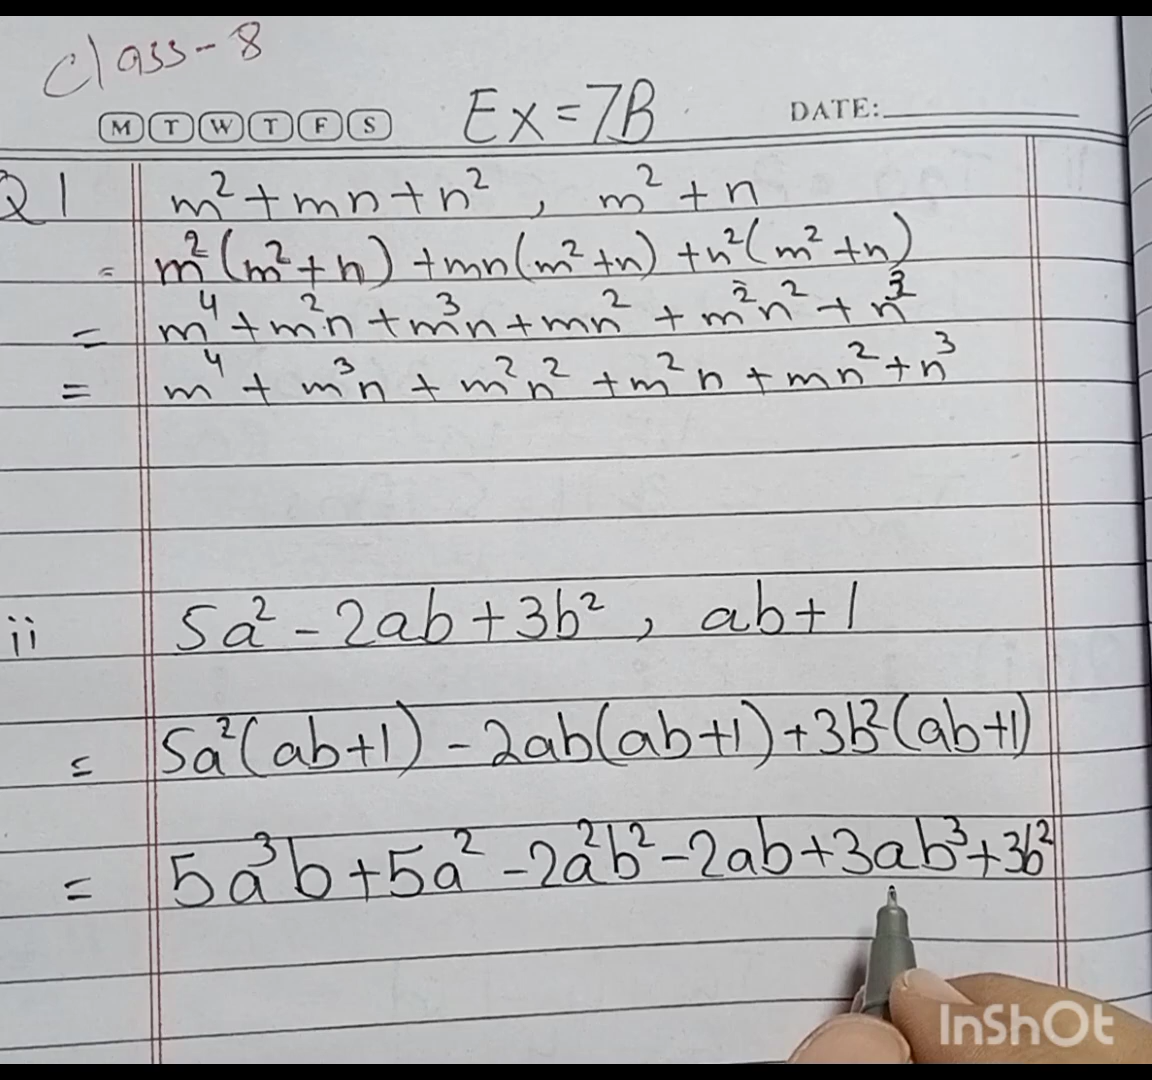 Class-8
M T W T F S
Ex=7B
DATE:
Q1 m²+mn+n² , m²+n
= m²(m²+n)+mn(m²+n)+n²(m²+n)
= m⁴+m²n+m³n+mn²+m²n²+n³
= m⁴+m³n+m²n²+m²n+mn²+n³
ii 5a²-2ab+3b², ab+1
= 5a²(ab+1)-2ab(ab+1)+3b²(ab+1)
= 5a³b+5a²-2a²b²-2ab+3ab³+3b²
InShOt